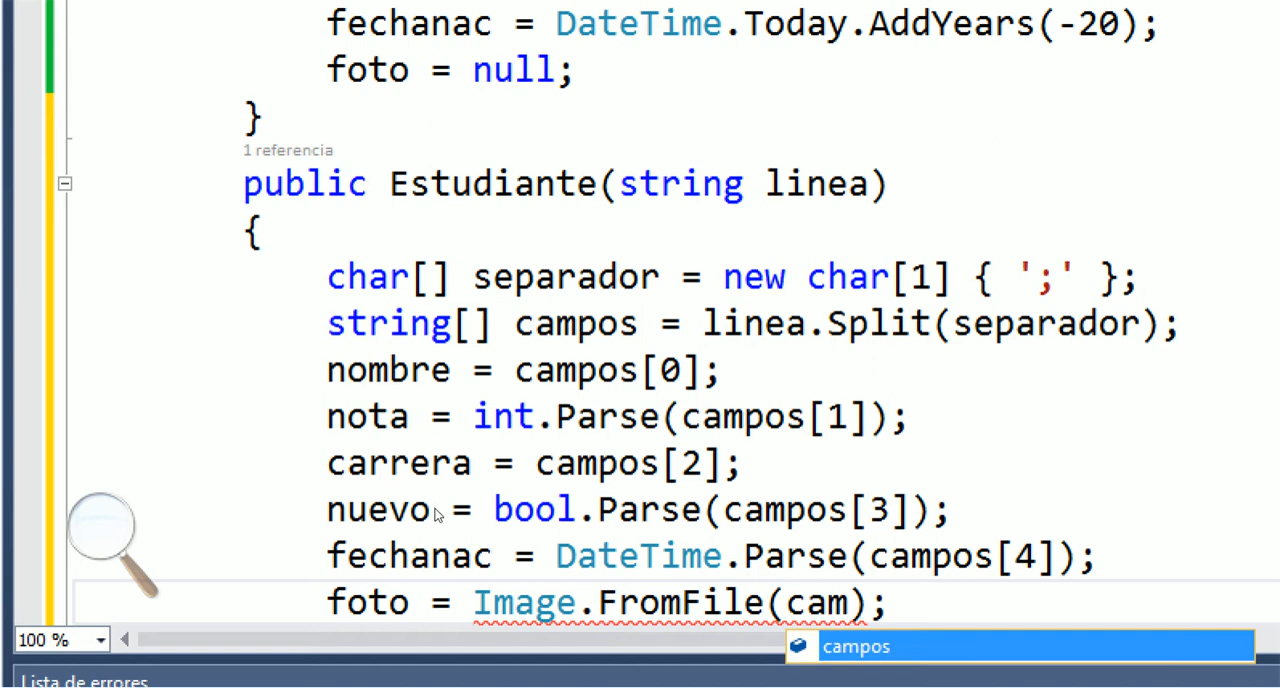 fechanac = DateTime.Today.AddYears(-20);
foto = null;
}
1 referencia
public Estudiante(string linea)
{
char[] separador = new char[1] { ';' };
string[] campos = linea.Split(separador);
nombre = campos[0];
nota = int.Parse(campos[1]);
carrera = campos[2];
nuevo = bool.Parse(campos[3]);
fechanac = DateTime.Parse(campos[4]);
foto = Image.FromFile(cam);
100 %
campos
Lista de errores